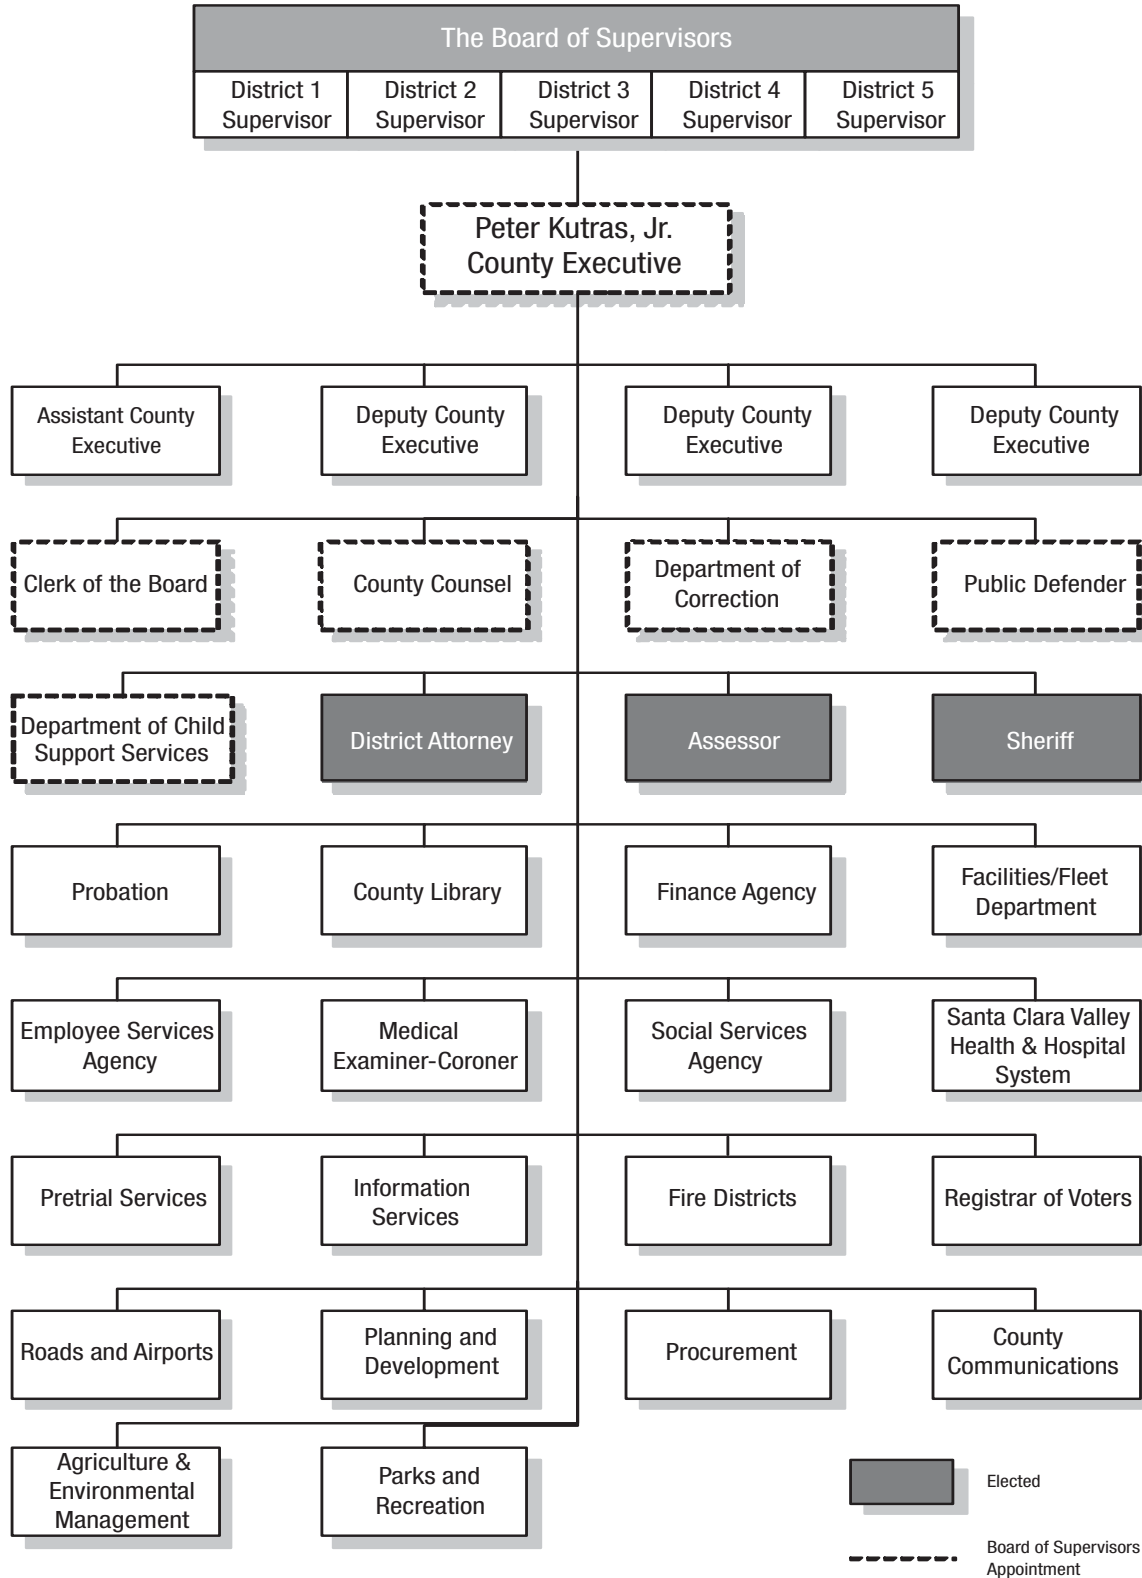 The Board of Supervisors
District 1
Supervisor
District 2
Supervisor
District 3
Supervisor
District 4
Supervisor
District 5
Supervisor
Peter Kutras, Jr.
County Executive
Assistant County
Executive
Deputy County
Executive
Deputy County
Executive
Deputy County
Executive
Clerk of the Board
County Counsel
Department of
Correction
Public Defender
Department of Child
Support Services
District Attorney
Assessor
Sheriff
Probation
County Library
Finance Agency
Facilities/Fleet
Department
Employee Services
Agency
Medical
Examiner-Coroner
Social Services
Agency
Santa Clara Valley
Health & Hospital
System
Pretrial Services
Information
Services
Fire Districts
Registrar of Voters
Roads and Airports
Planning and
Development
Procurement
County
Communications
Agriculture &
Environmental
Management
Parks and
Recreation
Elected
Board of Supervisors
Appointment